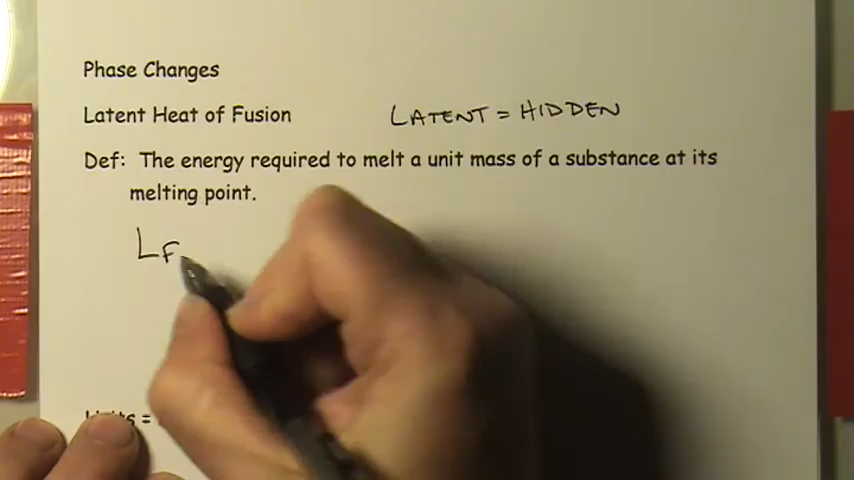 Phase Changes
Latent Heat of Fusion LATENT = HIDDEN
Def: The energy required to melt a unit mass of a substance at its
melting point.
LF
Units =